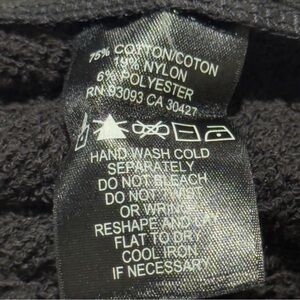 75% COTTON/COTON
19% NYLON
6% POLYESTER
RN 93093 CA 30427
HAND WASH COLD
SEPARATELY
DO NOT BLEACH
DO NOT
OR WRING
RESHAPE AND LAY
FLAT TO DRY
COOL IRON
IF NECESSARY